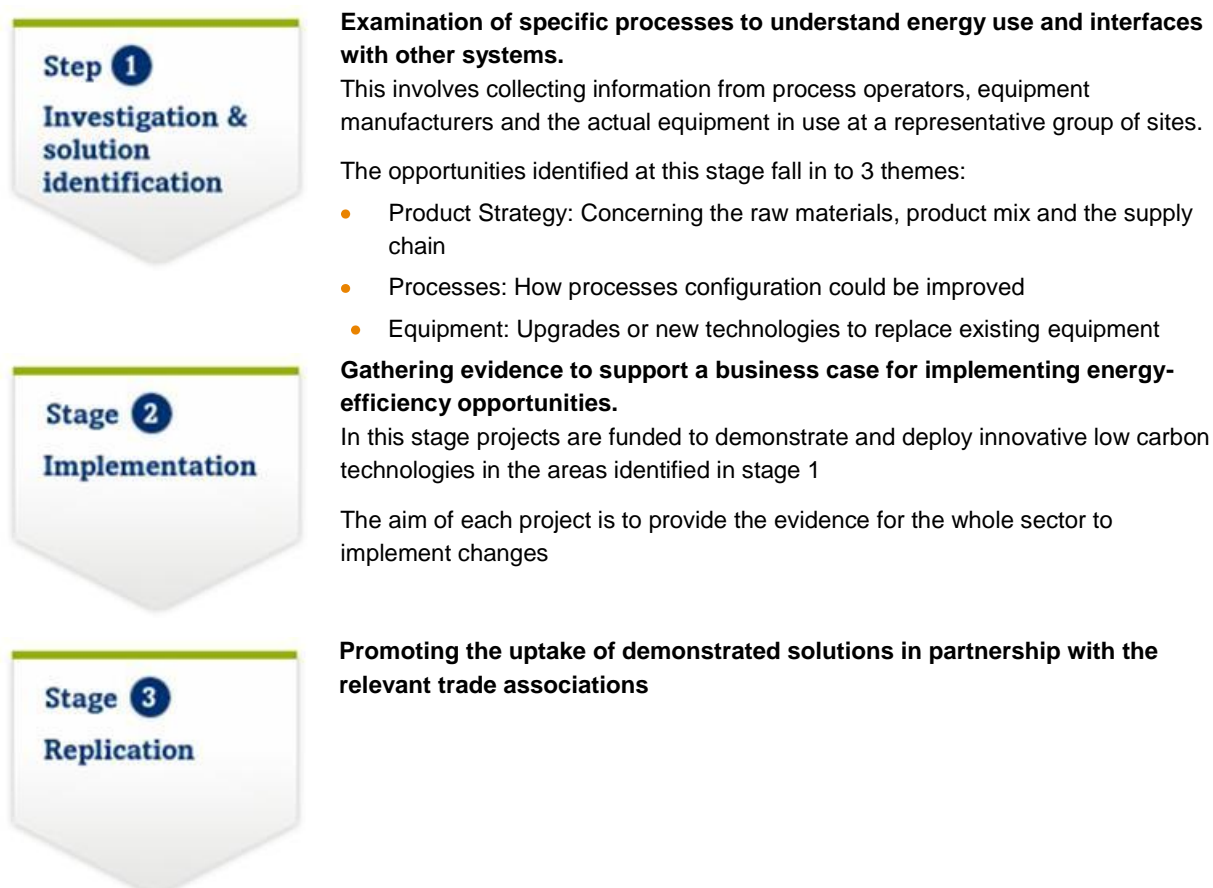 Step 1
Investigation &
solution
identification
Examination of specific processes to understand energy use and interfaces
with other systems.
This involves collecting information from process operators, equipment
manufacturers and the actual equipment in use at a representative group of sites.
The opportunities identified at this stage fall in to 3 themes:
• Product Strategy: Concerning the raw materials, product mix and the supply
chain
• Processes: How processes configuration could be improved
• Equipment: Upgrades or new technologies to replace existing equipment
Stage 2
Implementation
Gathering evidence to support a business case for implementing energy-
efficiency opportunities.
In this stage projects are funded to demonstrate and deploy innovative low carbon
technologies in the areas identified in stage 1
The aim of each project is to provide the evidence for the whole sector to
implement changes
Stage 3
Replication
Promoting the uptake of demonstrated solutions in partnership with the
relevant trade associations